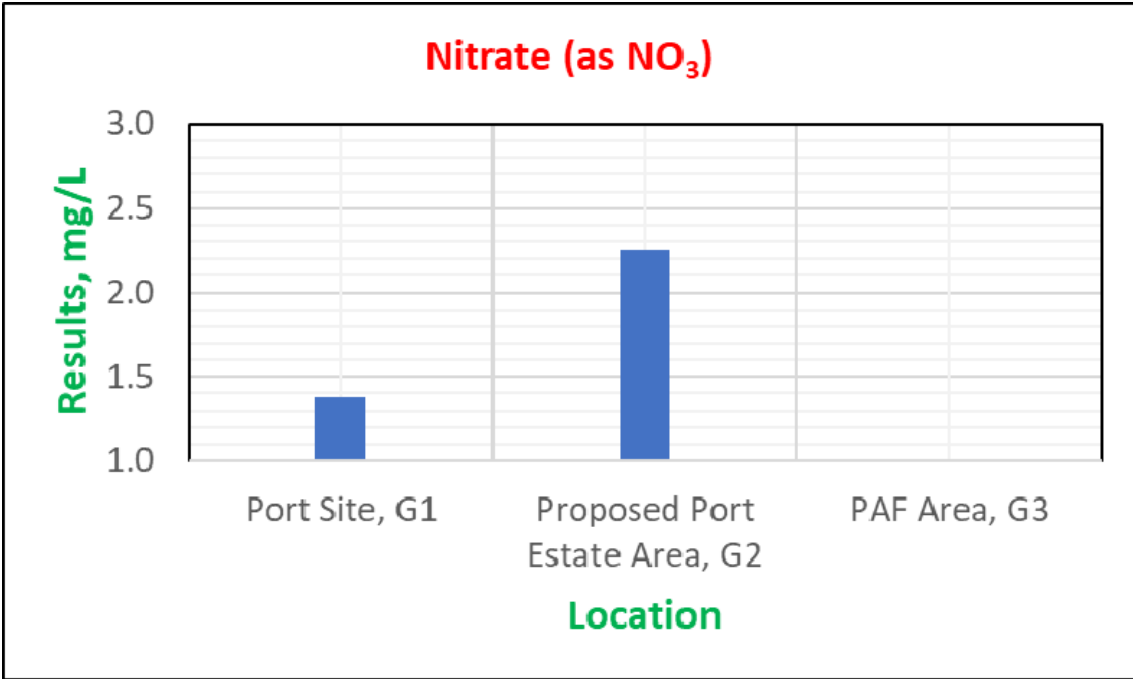 Nitrate (as NO₃)
Results, mg/L
3.0
2.5
2.0
1.5
1.0
Port Site, G1
Proposed Port
Estate Area, G2
PAF Area, G3
Location